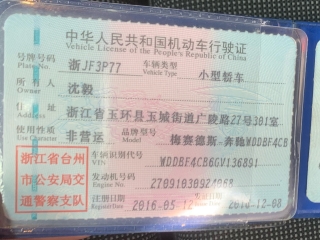 中华人民共和国机动车行驶证
Vehicle License of the People's Republic of China
号牌号码 浙JF3P77 车辆类型 小型轿车
Plate No. Vehicle Type
所有人 沈毅
Owner
住址 浙江省玉环县玉城街道广陵路27号301室
使用性质 非营运 品牌型号 梅赛德斯-奔驰WDDBF4CB
Use Character Model
浙江省台州 车辆识别代号 WDDBF4CB6GV136891
VIN
市公安局交 发动机号码 27091030924068
Engine No.
通警察支队 注册日期 2016-05-12 2016-12-08
Register Date